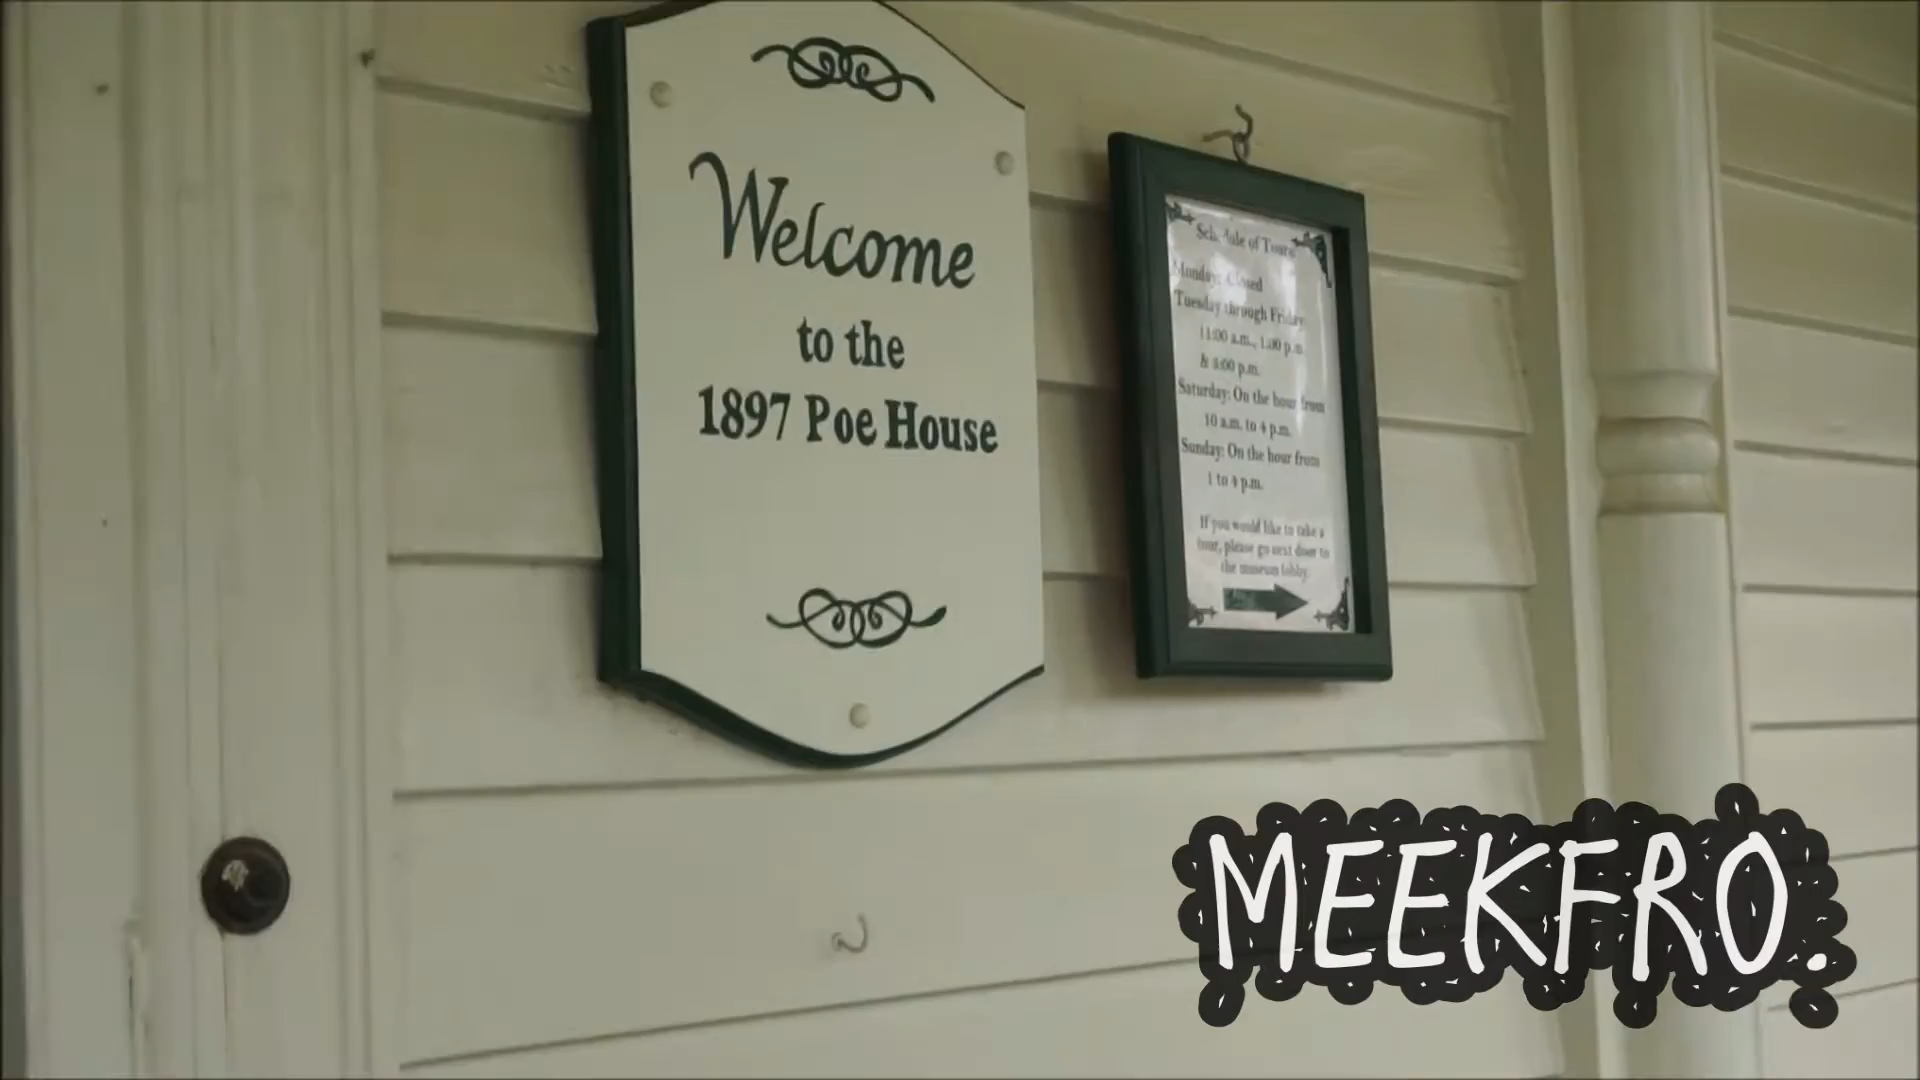 Welcome
to the
1897 Poe House
Schedule of Tours
Monday: Closed
Tuesday through Friday
11:00 a.m., 1:00 p.m.
& 3:00 p.m.
Saturday: On the hour from
10 a.m. to 4 p.m.
Sunday: On the hour from
1 to 4 p.m.
If you would like to take a
tour, please go next door to
the museum lobby.
MEEKFRO.